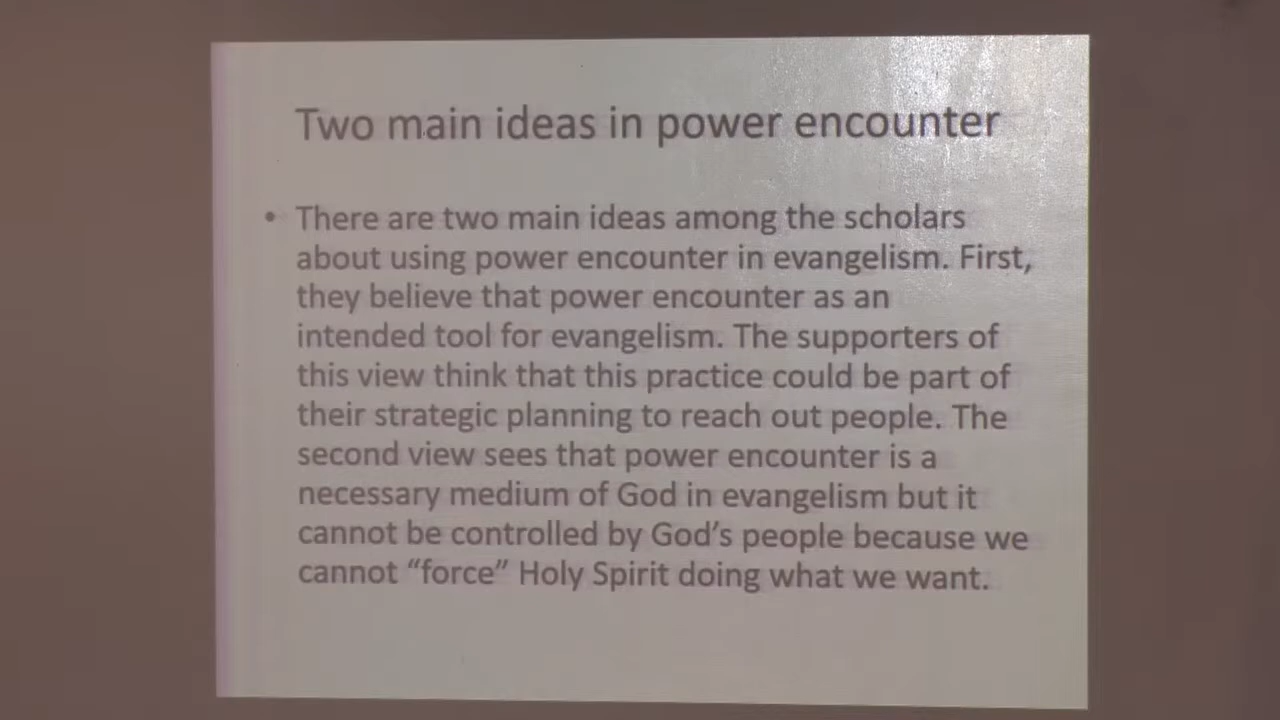 Two main ideas in power encounter
• There are two main ideas among the scholars
about using power encounter in evangelism. First,
they believe that power encounter as an
intended tool for evangelism. The supporters of
this view think that this practice could be part of
their strategic planning to reach out people. The
second view sees that power encounter is a
necessary medium of God in evangelism but it
cannot be controlled by God’s people because we
cannot “force” Holy Spirit doing what we want.